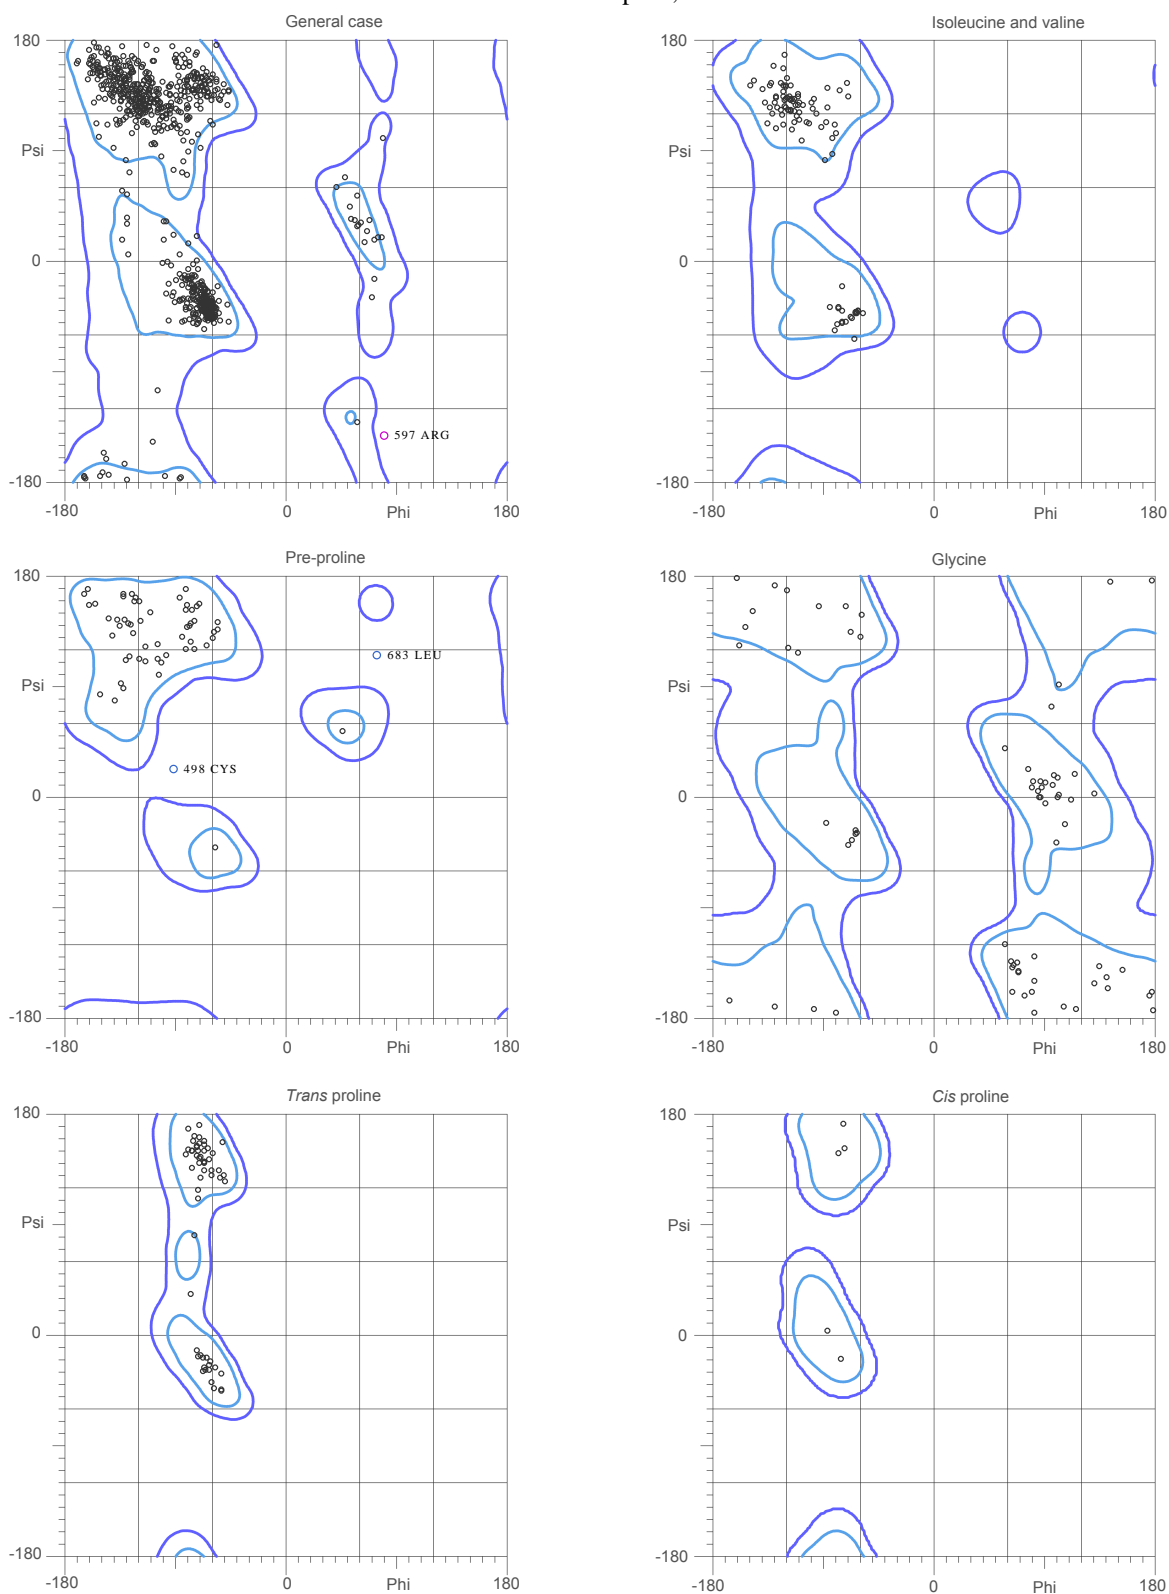 General case
180
Psi
0
-180
-180
0
Phi
180
597 ARG
Isoleucine and valine
180
Psi
0
-180
-180
0
Phi
180
Pre-proline
180
Psi
0
-180
-180
0
Phi
180
683 LEU
498 CYS
Glycine
180
Psi
0
-180
-180
0
Phi
180
Trans proline
180
Psi
0
-180
-180
0
Phi
180
Cis proline
180
Psi
0
-180
-180
0
Phi
180